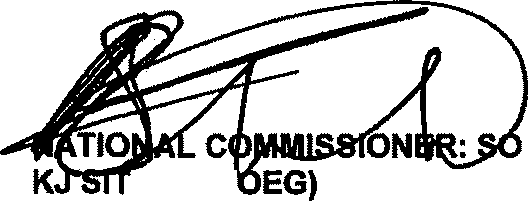 NATIONAL COMMISSIONER: SO
KJ SIT OEG)